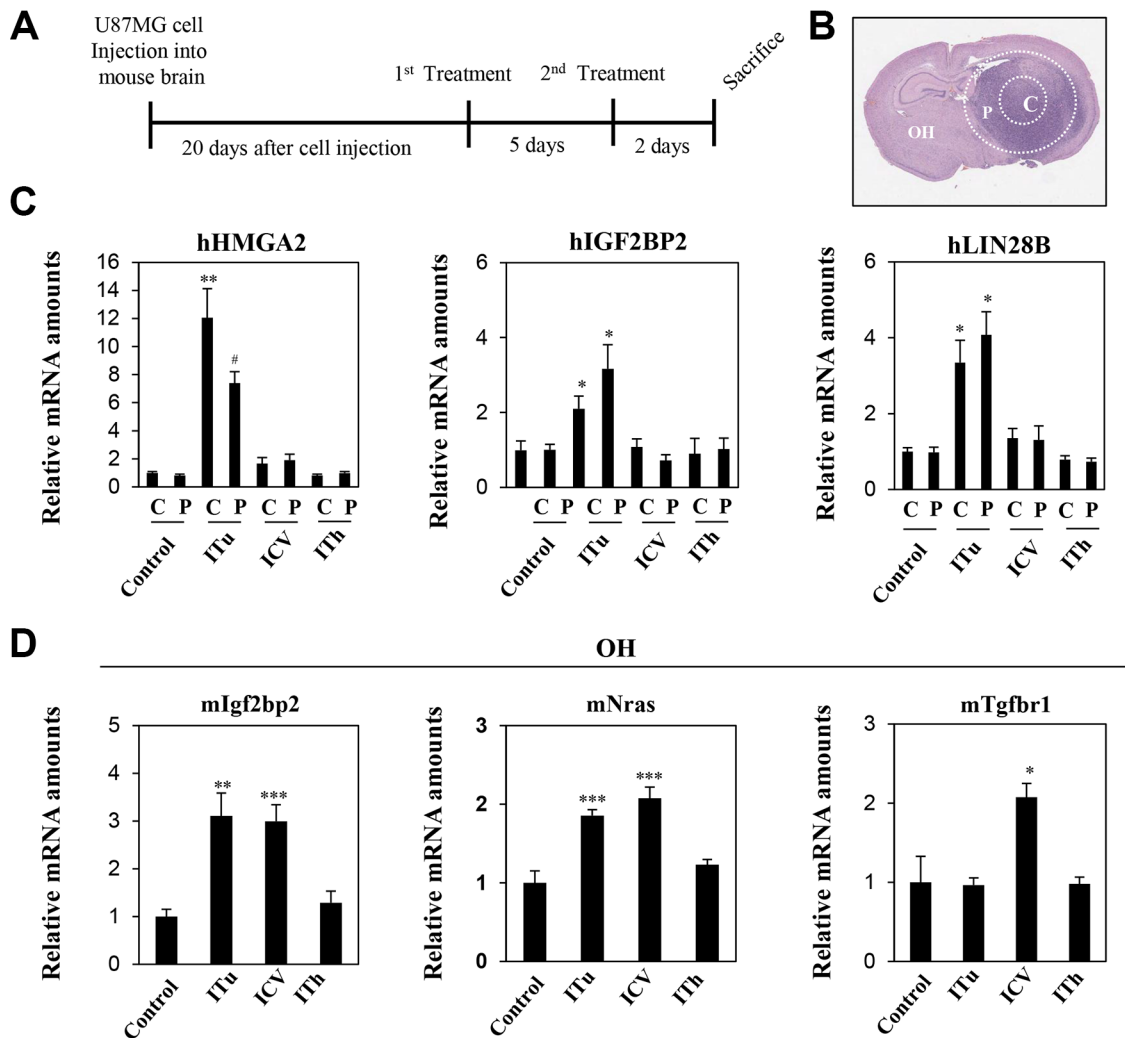 A
U87MG cell
Injection into
mouse brain
1st Treatment
2nd Treatment
Sacrifice
20 days after cell injection
5 days
2 days
B
OH
P
C
C
hHMGA2
Relative mRNA amounts
16
14
12
10
8
6
4
2
0
**
#
C P C P C P C P
Control
ITu
ICV
ITh
hIGF2BP2
Relative mRNA amounts
6
4
2
0
*
*
C P C P C P
Control
ITu
ICV
ITh
hLIN28B
Relative mRNA amounts
6
4
2
0
*
*
C P C P C P C P
Control
ITu
ICV
ITh
D
OH
mIgf2bp2
Relative mRNA amounts
5
4
3
2
1
0
**
***
Control
ITu
ICV
ITh
mNras
Relative mRNA amounts
3
2
1
0
***
***
Control
ITu
ICV
ITh
mTgfbr1
Relative mRNA amounts
3
2
1
0
*
Control
ITu
ICV
ITh